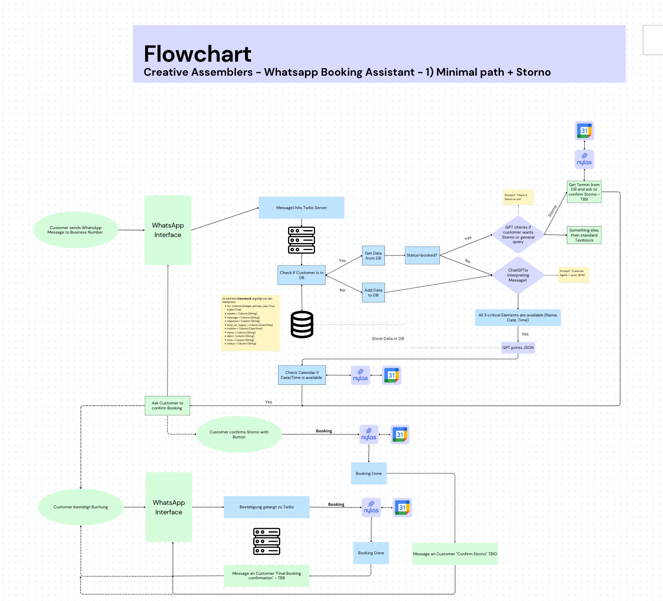 Flowchart
Creative Assemblers - Whatsapp Booking Assistant - 1) Minimal path + Storno
31
nylas
Get Termin from
DB and ask to
confirm Storno -
TB9
Storno
Customer sends WhatsApp
Message to Business Number
WhatsApp
Interface
Message! hits Twilio Server
GPT checks if
customer wants
Storno or general
query
Something else,
then standard
Textblock
Yes
Check if Customer is in
DB
Yes
Get Data
from DB
Status=booked?
No
No
Add Data
to DB
ChatGPTis
interpreting
Message!
All 3 critical Elements are available (Name,
Date, Time)
Yes.
Store Data in DB
GPT prints JSON
Check Calendar if
Date/Time is available
nylas
31
Yes
Ask Customer to
confirm Booking
Customer confirms Storno with
Button
Booking
nylas
31
Booking Done
Customer bestätigt Buchung
WhatsApp
Interface
Bestätigung gelangt zu Twilio
Booking
nylas
31
Booking Done
Message an Customer "Confirm Storno" TB10
Message an Customer "Final Booking
confirmation" - TB8